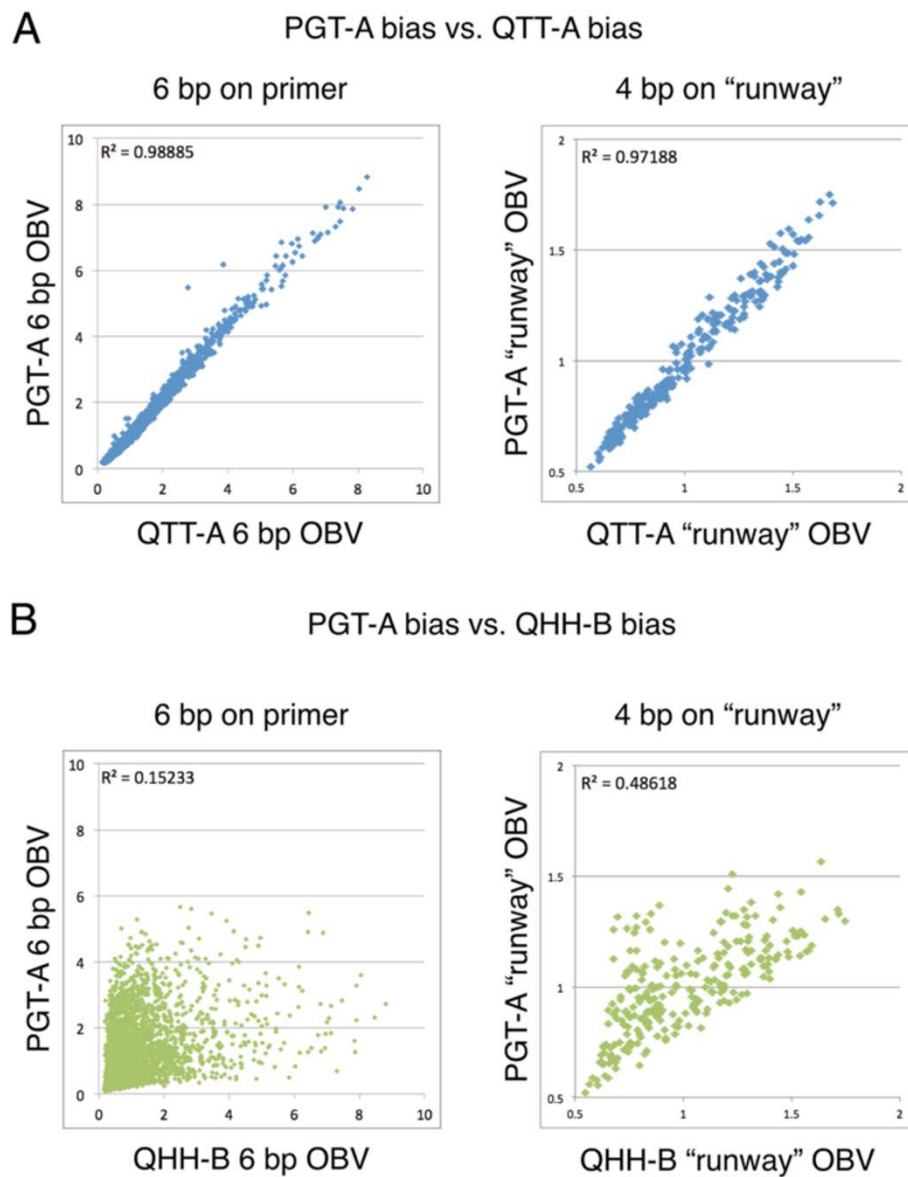 A
PGT-A bias vs. QTT-A bias
6 bp on primer
4 bp on “runway”
R² = 0.98885
10
8
6
4
2
0
0 2 4 6 8 10
PGT-A 6 bp OBV
QTT-A 6 bp OBV
R² = 0.97188
2
1.5
1
0.5
0.5 1 1.5 2
PGT-A “runway” OBV
QTT-A “runway” OBV
B
PGT-A bias vs. QHH-B bias
6 bp on primer
4 bp on “runway”
R² = 0.15233
10
8
6
4
2
0
0 2 4 6 8 10
PGT-A 6 bp OBV
QHH-B 6 bp OBV
R² = 0.48618
2
1.5
1
0.5
0.5 1 1.5 2
PGT-A “runway” OBV
QHH-B “runway” OBV